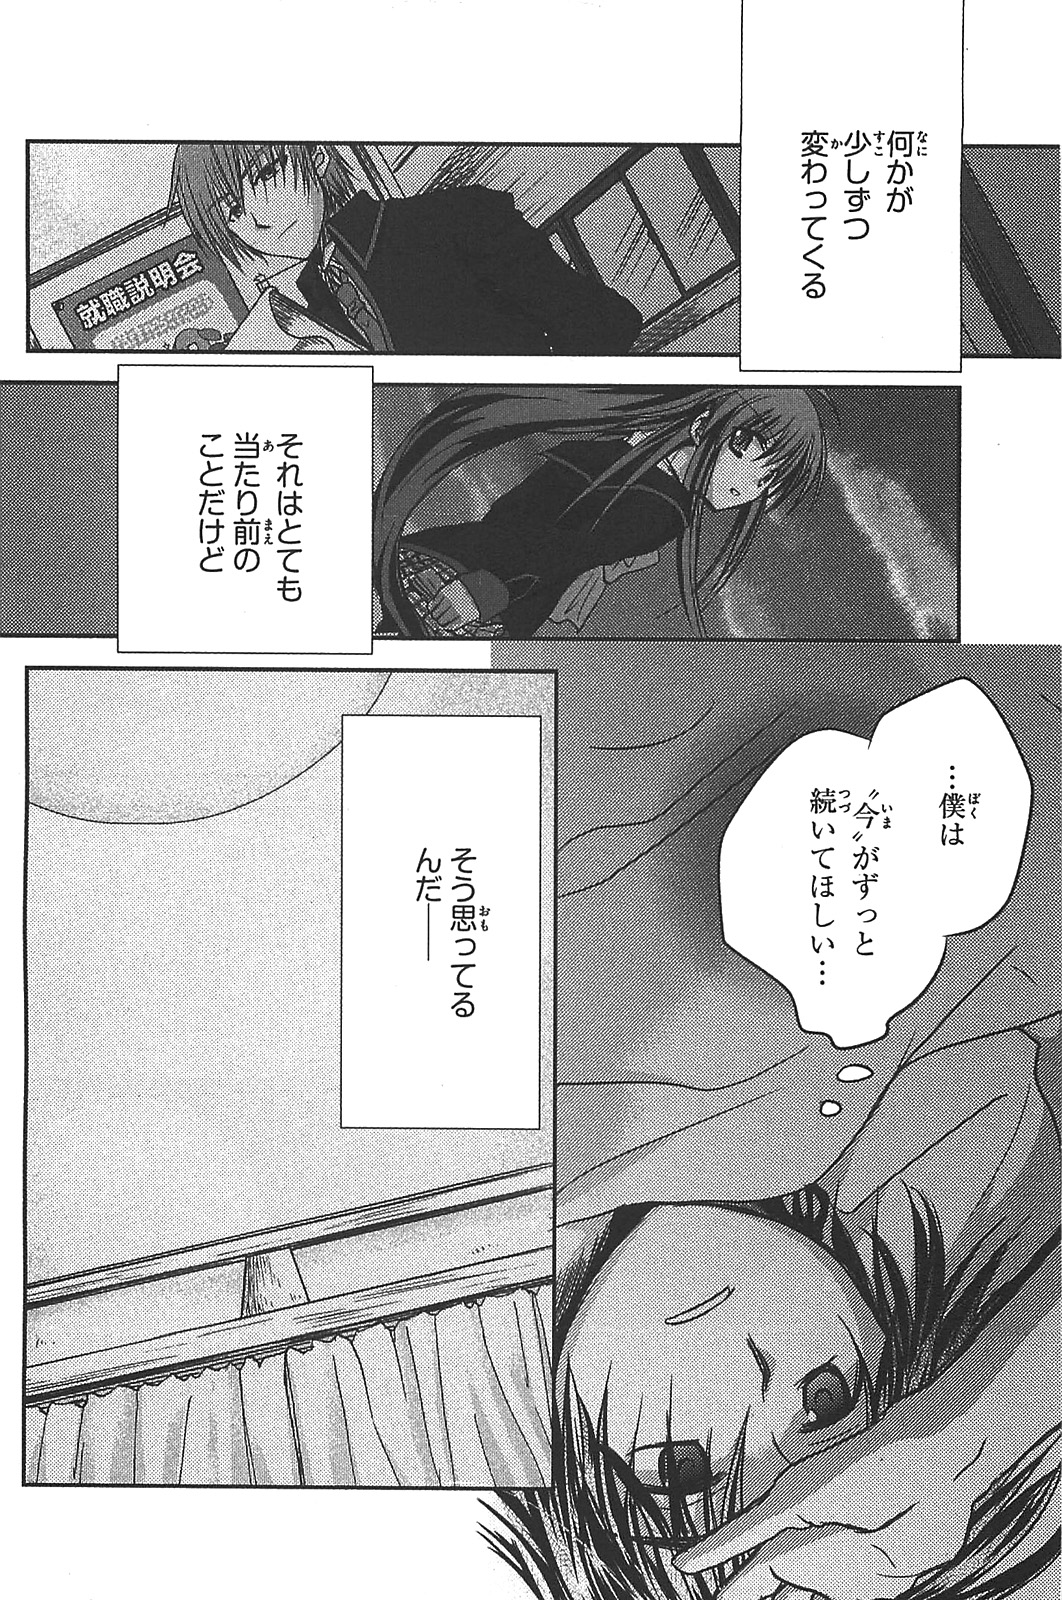 何かが
少しずつ
変わってくる
就職説明会
それはとても
当たり前の
ことだけど
…僕は
〝今〟がずっと
続いてほしい…
そう思ってる
んだ――